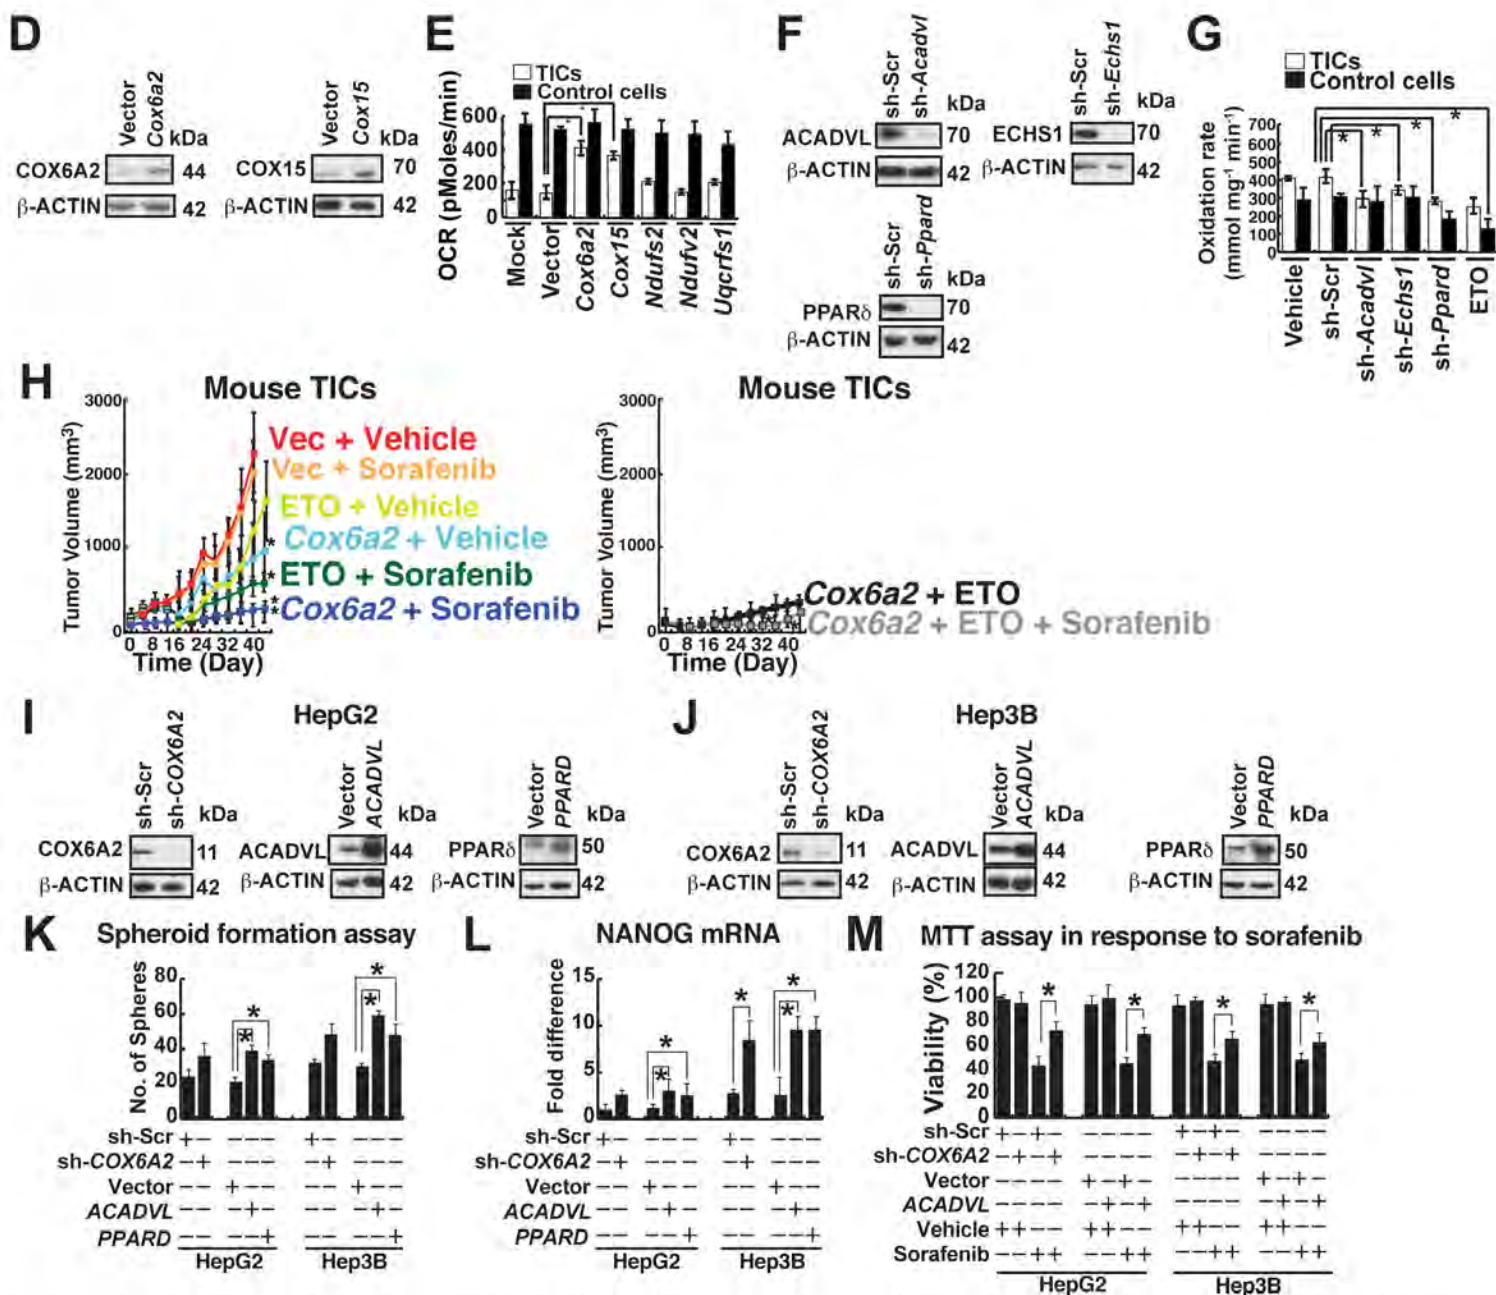 D
Vector
Cox6a2
kDa
COX6A2
44
β-ACTIN
42
Vector
Cox15
kDa
COX15
70
β-ACTIN
42
E
TICs
Control cells
OCR (pMoles/min)
600
400
200
0
Mock
Vector
Cox6a2
Cox15
Ndufs2
Ndufv2
Uqcrfs1
F
sh-Scr
sh-Acadvl
kDa
ACADVL
70
β-ACTIN
42
sh-Scr
sh-Echs1
kDa
ECHS1
70
β-ACTIN
42
sh-Scr
sh-Ppard
kDa
PPARδ
70
β-ACTIN
42
G
TICs
Control cells
Oxidation rate
(mmol mg⁻¹ min⁻¹)
700
600
500
400
300
200
100
0
* * * *
Vehicle
sh-Scr
sh-Acadvl
sh-Echs1
sh-Ppard
ETO
H
Mouse TICs
Tumor Volume (mm³)
3000
2000
1000
0
0 8 16 24 32 40
Time (Day)
Vec + Vehicle
Vec + Sorafenib
ETO + Vehicle
Cox6a2 + Vehicle
ETO + Sorafenib
Cox6a2 + Sorafenib
* * * *
Mouse TICs
Tumor Volume (mm³)
3000
2000
1000
0
0 8 16 24 32 40
Time (Day)
Cox6a2 + ETO
Cox6a2 + ETO + Sorafenib
I
HepG2
sh-Scr
sh-COX6A2
kDa
COX6A2
11
β-ACTIN
42
Vector
ACADVL
kDa
ACADVL
44
β-ACTIN
42
Vector
PPARD
kDa
PPARδ
50
β-ACTIN
42
J
Hep3B
sh-Scr
sh-COX6A2
kDa
COX6A2
11
β-ACTIN
42
Vector
ACADVL
kDa
ACADVL
44
β-ACTIN
42
Vector
PPARD
kDa
PPARδ
50
β-ACTIN
42
K
Spheroid formation assay
No. of Spheres
80
60
40
20
0
* * * *
sh-Scr +− −−− +− −−−
sh-COX6A2 −+ −−− −+ −−−
Vector −− +−− −− +−−
ACADVL −− −+− −− −+−
PPARD −− −−+ −− −−+
HepG2 Hep3B
L
NANOG mRNA
Fold difference
15
10
5
0
* * * * *
sh-Scr +− −−− +− −−−
sh-COX6A2 −+ −−− −+ −−−
Vector −− +−− −− +−−
ACADVL −− −+− −− −+−
PPARD −− −−+ −− −−+
HepG2 Hep3B
M
MTT assay in response to sorafenib
Viability (%)
120
100
80
60
40
20
0
* * * *
sh-Scr +−+− −−−− +−+− −−−−
sh-COX6A2 −+−+ −−−− −+−+ −−−−
Vector −−−− +−+− −−−− +−+−
ACADVL −−−− −+−+ −−−− −+−+
Vehicle ++−− ++−− ++−− ++−−
Sorafenib −−++ −−++ −−++ −−++
HepG2 Hep3B